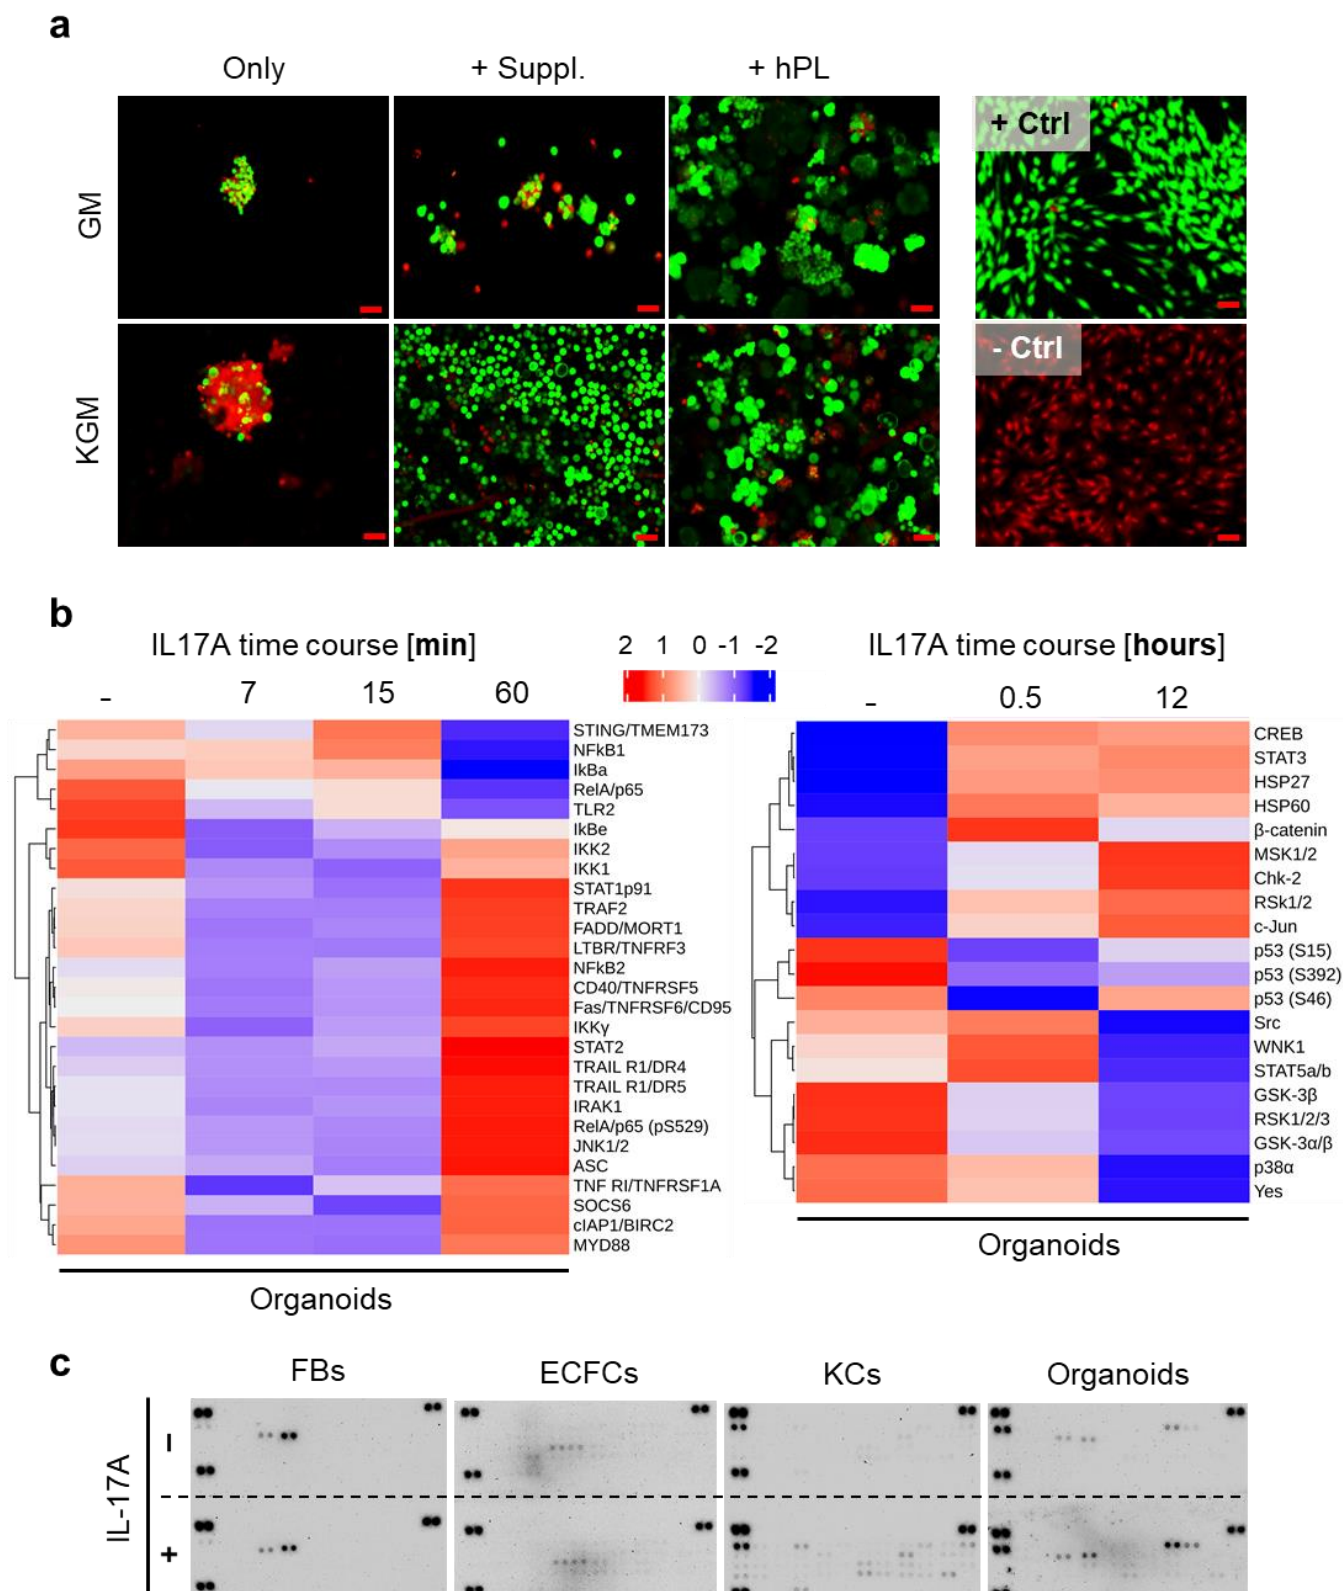 a
Only
+ Suppl.
+ hPL
GM
+ Ctrl
KGM
- Ctrl
b
IL17A time course [min]
2 1 0 -1 -2
IL17A time course [hours]
- 7 15 60
- 0.5 12
STING/TMEM173
NFkB1
IkBa
RelA/p65
TLR2
IkBe
IKK2
IKK1
STAT1p91
TRAF2
FADD/MORT1
LTBR/TNFRF3
NFkB2
CD40/TNFRSF5
Fas/TNFRSF6/CD95
IKKγ
STAT2
TRAIL R1/DR4
TRAIL R1/DR5
IRAK1
RelA/p65 (pS529)
JNK1/2
ASC
TNF RI/TNFRSF1A
SOCS6
cIAP1/BIRC2
MYD88
Organoids
CREB
STAT3
HSP27
HSP60
β-catenin
MSK1/2
Chk-2
RSk1/2
c-Jun
p53 (S15)
p53 (S392)
p53 (S46)
Src
WNK1
STAT5a/b
GSK-3β
RSK1/2/3
GSK-3α/β
p38α
Yes
Organoids
c
FBs
ECFCs
KCs
Organoids
IL-17A
–
+